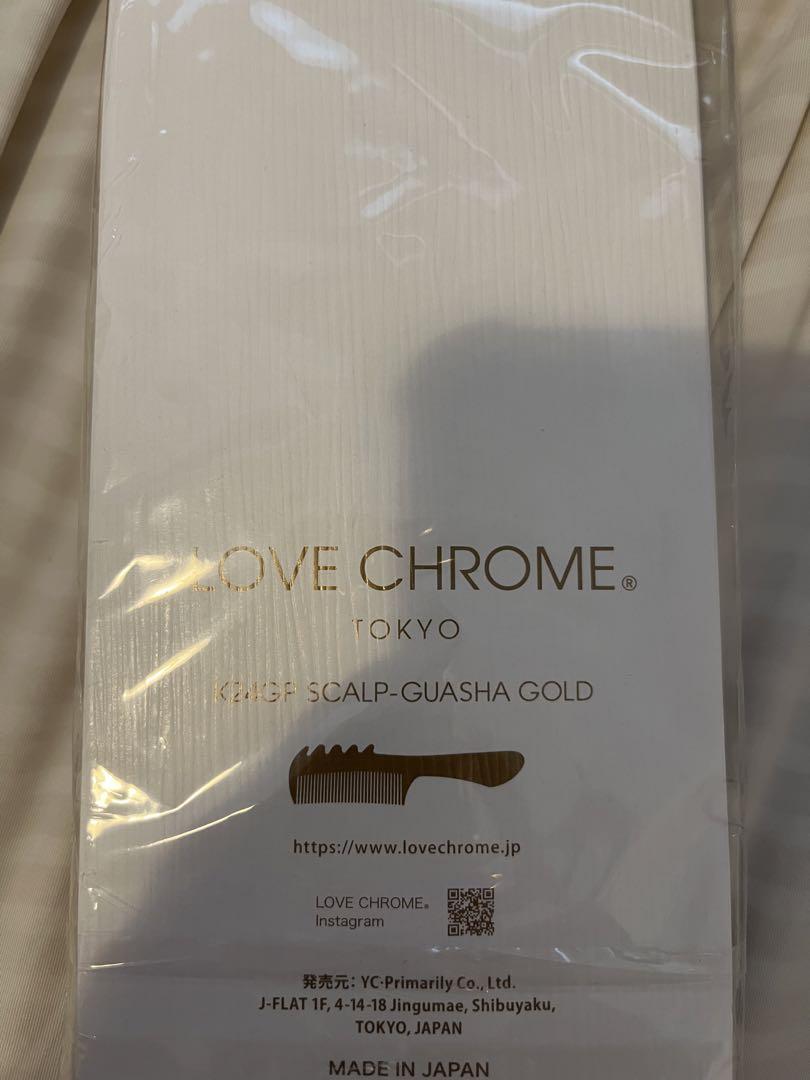 LOVE CHROME®
TOKYO
K24GP SCALP-GUASHA GOLD
https://www.lovechrome.jp
LOVE CHROME®
Instagram
発売元: YC·Primarily Co., Ltd.
J-FLAT 1F, 4-14-18 Jingumae, Shibuyaku,
TOKYO, JAPAN
MADE IN JAPAN